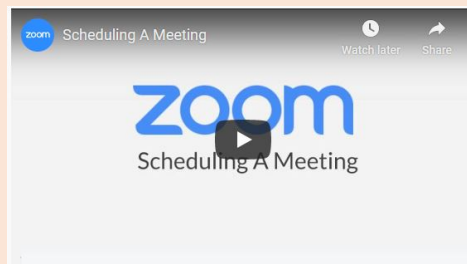 zoom Scheduling A Meeting
Watch later Share
zoom
Scheduling A Meeting